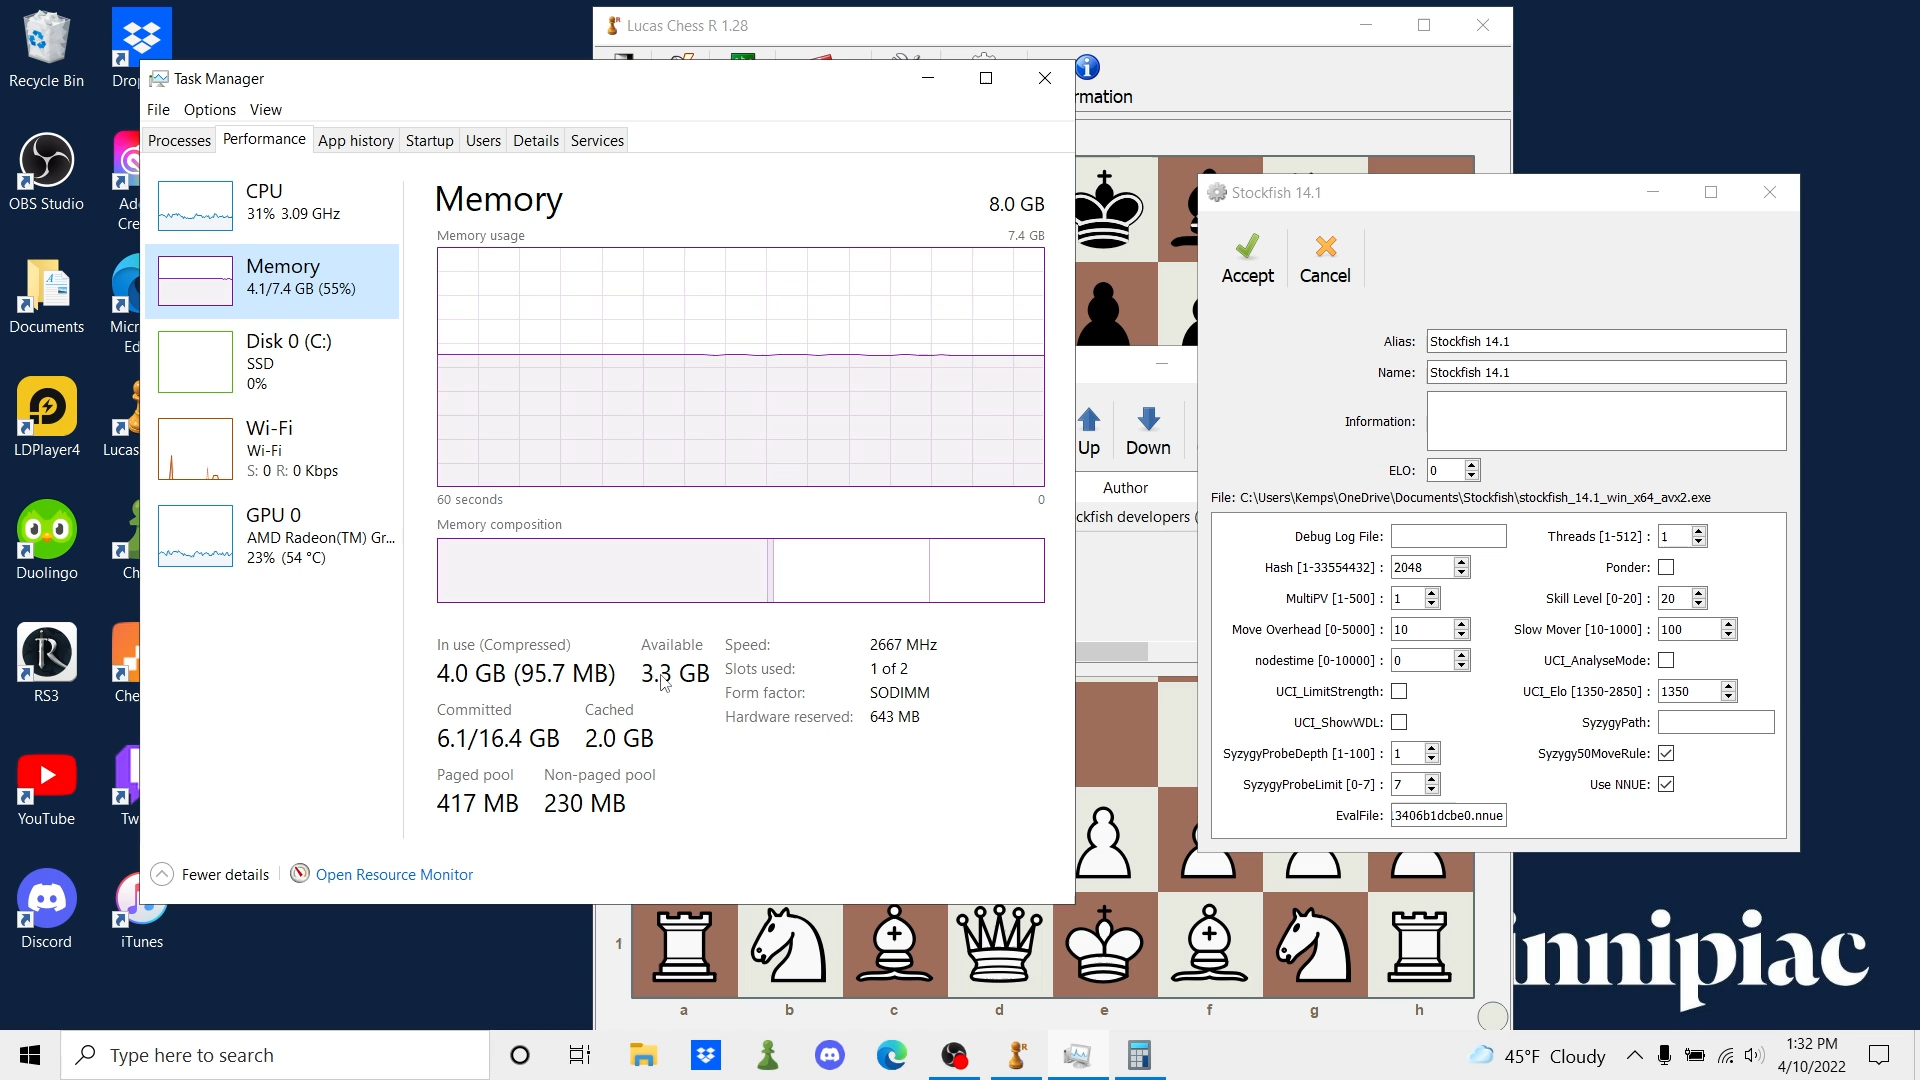 Recycle Bin
OBS Studio
Documents
LDPlayer4
Duolingo
RS3
YouTube
Discord
Cre
Ed
Lucas
Ch
Che
Tw
iTunes
Task Manager
File Options View
Processes Performance App history Startup Users Details Services
CPU
31% 3.09 GHz
Memory
4.1/7.4 GB (55%)
Disk 0 (C:)
SSD
0%
Wi-Fi
Wi-Fi
S: 0 R: 0 Kbps
GPU 0
AMD Radeon(TM) Gr...
23% (54 °C)
Memory 8.0 GB
Memory usage 7.4 GB
60 seconds 0
Memory composition
In use (Compressed) Available
4.0 GB (95.7 MB) 3.3 GB
Committed Cached
6.1/16.4 GB 2.0 GB
Paged pool Non-paged pool
417 MB 230 MB
Speed: 2667 MHz
Slots used: 1 of 2
Form factor: SODIMM
Hardware reserved: 643 MB
Fewer details Open Resource Monitor
Lucas Chess R 1.28
rmation
Up Down
Author
ckfish developers (
1
a b c d e f g h
Stockfish 14.1
Accept Cancel
Alias: Stockfish 14.1
Name: Stockfish 14.1
Information:
ELO: 0
File: C:\Users\Kemps\OneDrive\Documents\Stockfish\stockfish_14.1_win_x64_avx2.exe
Debug Log File: Threads [1-512] : 1
Hash [1-33554432] : 2048 Ponder:
MultiPV [1-500] : 1 Skill Level [0-20] : 20
Move Overhead [0-5000] : 10 Slow Mover [10-1000] : 100
nodestime [0-10000] : 0 UCI_AnalyseMode:
UCI_LimitStrength: UCI_Elo [1350-2850] : 1350
UCI_ShowWDL: SyzygyPath:
SyzygyProbeDepth [1-100] : 1 Syzygy50MoveRule:
SyzygyProbeLimit [0-7] : 7 Use NNUE:
EvalFile: 3406b1dcbe0.nnue
innipiac
Type here to search
45°F Cloudy
1:32 PM
4/10/2022